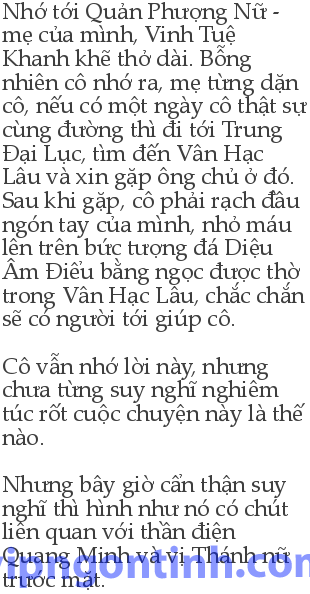 Nhớ tới Quản Phượng Nữ -
mẹ của mình, Vinh Tuệ
Khanh khẽ thở dài. Bỗng
nhiên cô nhớ ra, mẹ từng dặn
cô, nếu có một ngày cô thật sự
cùng đường thì đi tới Trung
Đại Lục, tìm đến Vân Hạc
Lâu và xin gặp ông chủ ở đó.
Sau khi gặp, cô phải rạch đầu
ngón tay của mình, nhỏ máu
lên trên bức tượng đá Diệu
Âm Điểu bằng ngọc được thờ
trong Vân Hạc Lâu, chắc chắn
sẽ có người tới giúp cô.
Cô vẫn nhớ lời này, nhưng
chưa từng suy nghĩ nghiêm
túc rốt cuộc chuyện này là thế
nào.
Nhưng bây giờ cẩn thận suy
nghĩ thì hình như nó có chút
liên quan với thần điện
Quang Minh và vị Thánh nữ
vipngontinh.com
trước mặt.